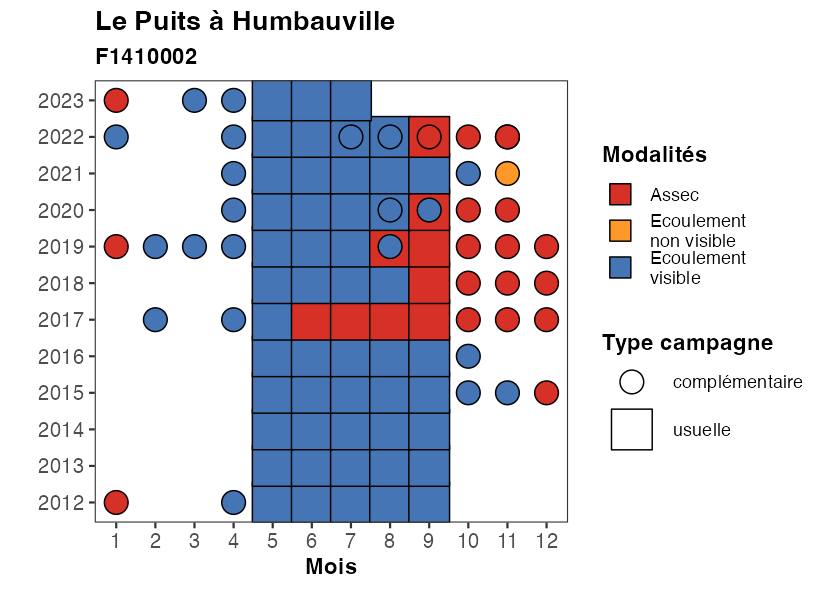 Le Puits à Humbauville
F1410002
2023
2022
2021
2020
2019
2018
2017
2016
2015
2014
2013
2012
1 2 3 4 5 6 7 8 9 10 11 12
Mois
Modalités
Assec
Ecoulement
non visible
Ecoulement
visible
Type campagne
complémentaire
usuelle